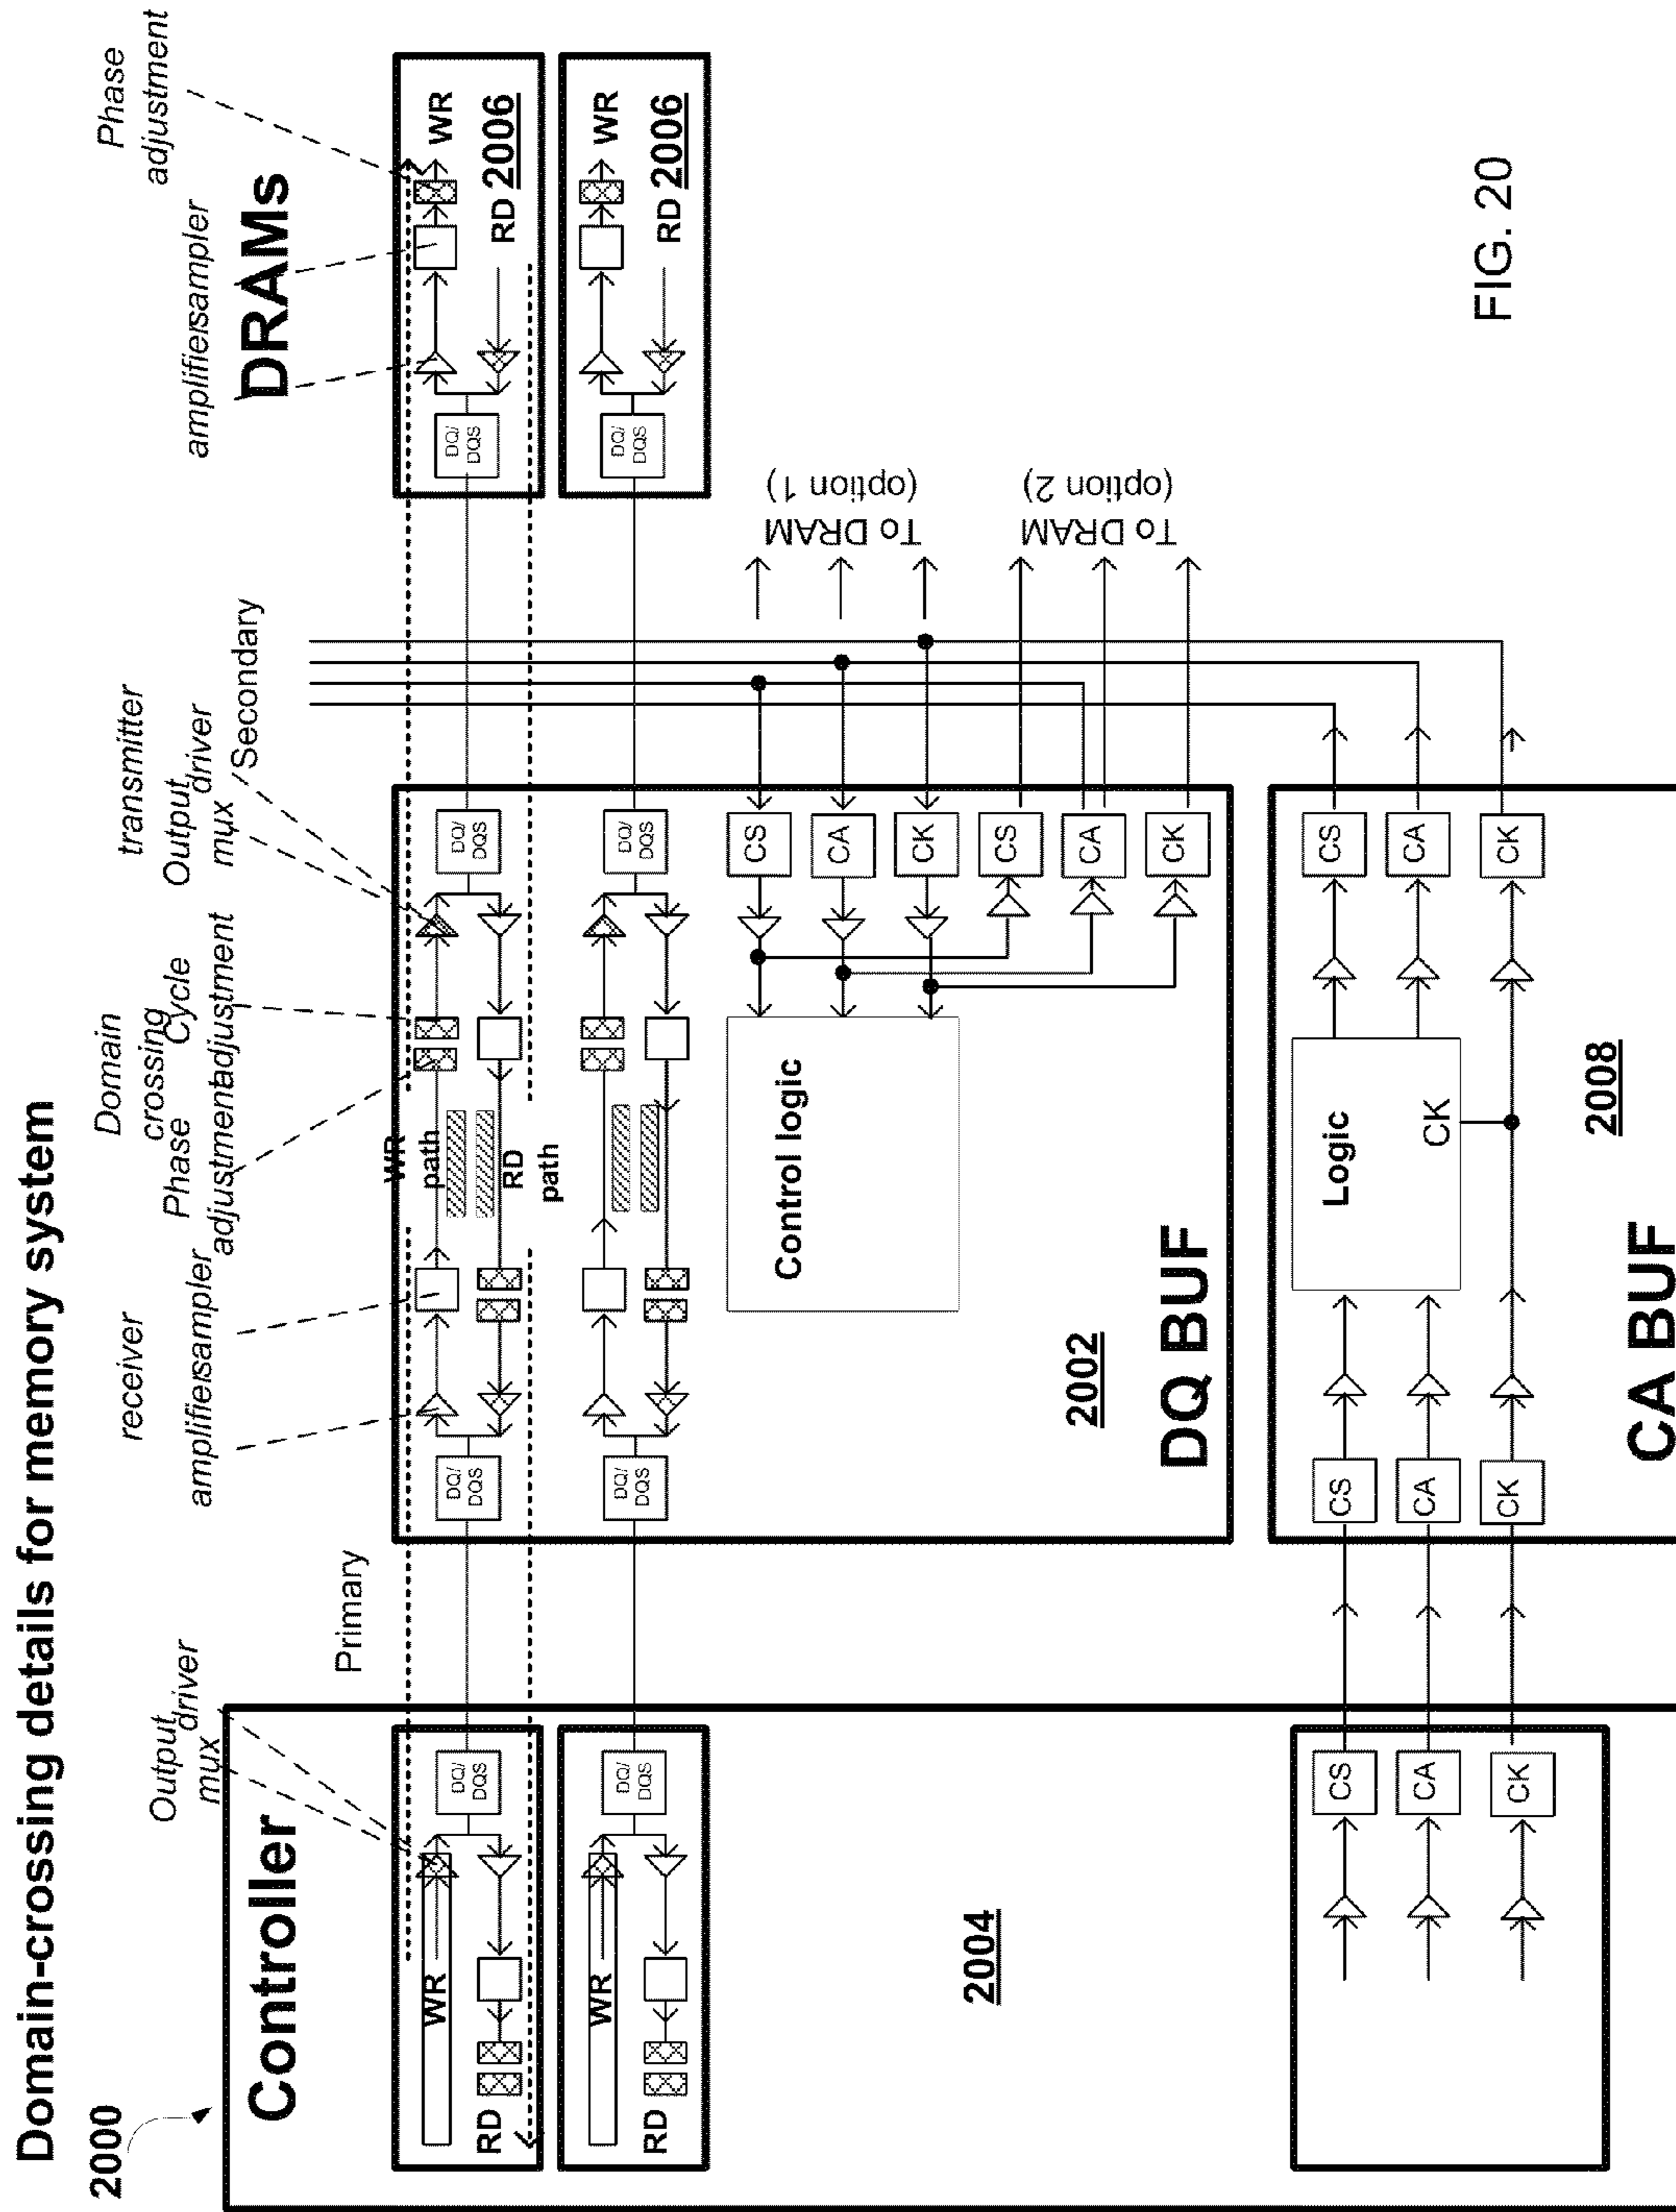 Domain-crossing details for memory system
2000
Controller
Output
driver
mux
WR
RD
DQ/
DQS
WR
RD
DQ/
DQS
2004
CS
CA
CK
Primary
receiver
amplifier
sampler
Domain
crossing
Phase
adjustment
Cycle
adjustment
transmitter
Output
driver
mux
Secondary
DQ/
DQS
WR
path
RD
path
DQ/
DQS
DQ/
DQS
DQ/
DQS
Control logic
CS
CA
CK
CS
CA
CK
2002
DQ BUF
CS
CA
CK
Logic
CK
CS
CA
CK
2008
CA BUF
To DRAM
(option 1)
To DRAM
(option 2)
amplifier
sampler
Phase
adjustment
DRAMs
DQ/
DQS
WR
RD
2006
DQ/
DQS
WR
RD
2006
FIG. 20